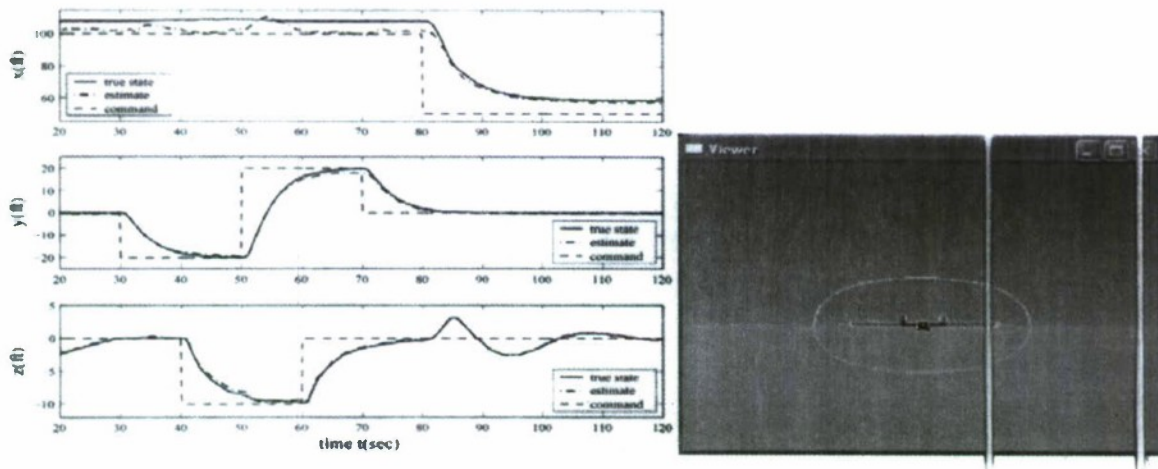 x(ft)
100
80
60
true state
estimate
command
20 30 40 50 60 70 80 90 100 110 120
y(ft)
20
10
0
-10
-20
true state
estimate
command
20 30 40 50 60 70 80 90 100 110 120
z(ft)
5
0
-5
-10
true state
estimate
command
20 30 40 50 60 70 80 90 100 110 120
time t(sec)
Viewer